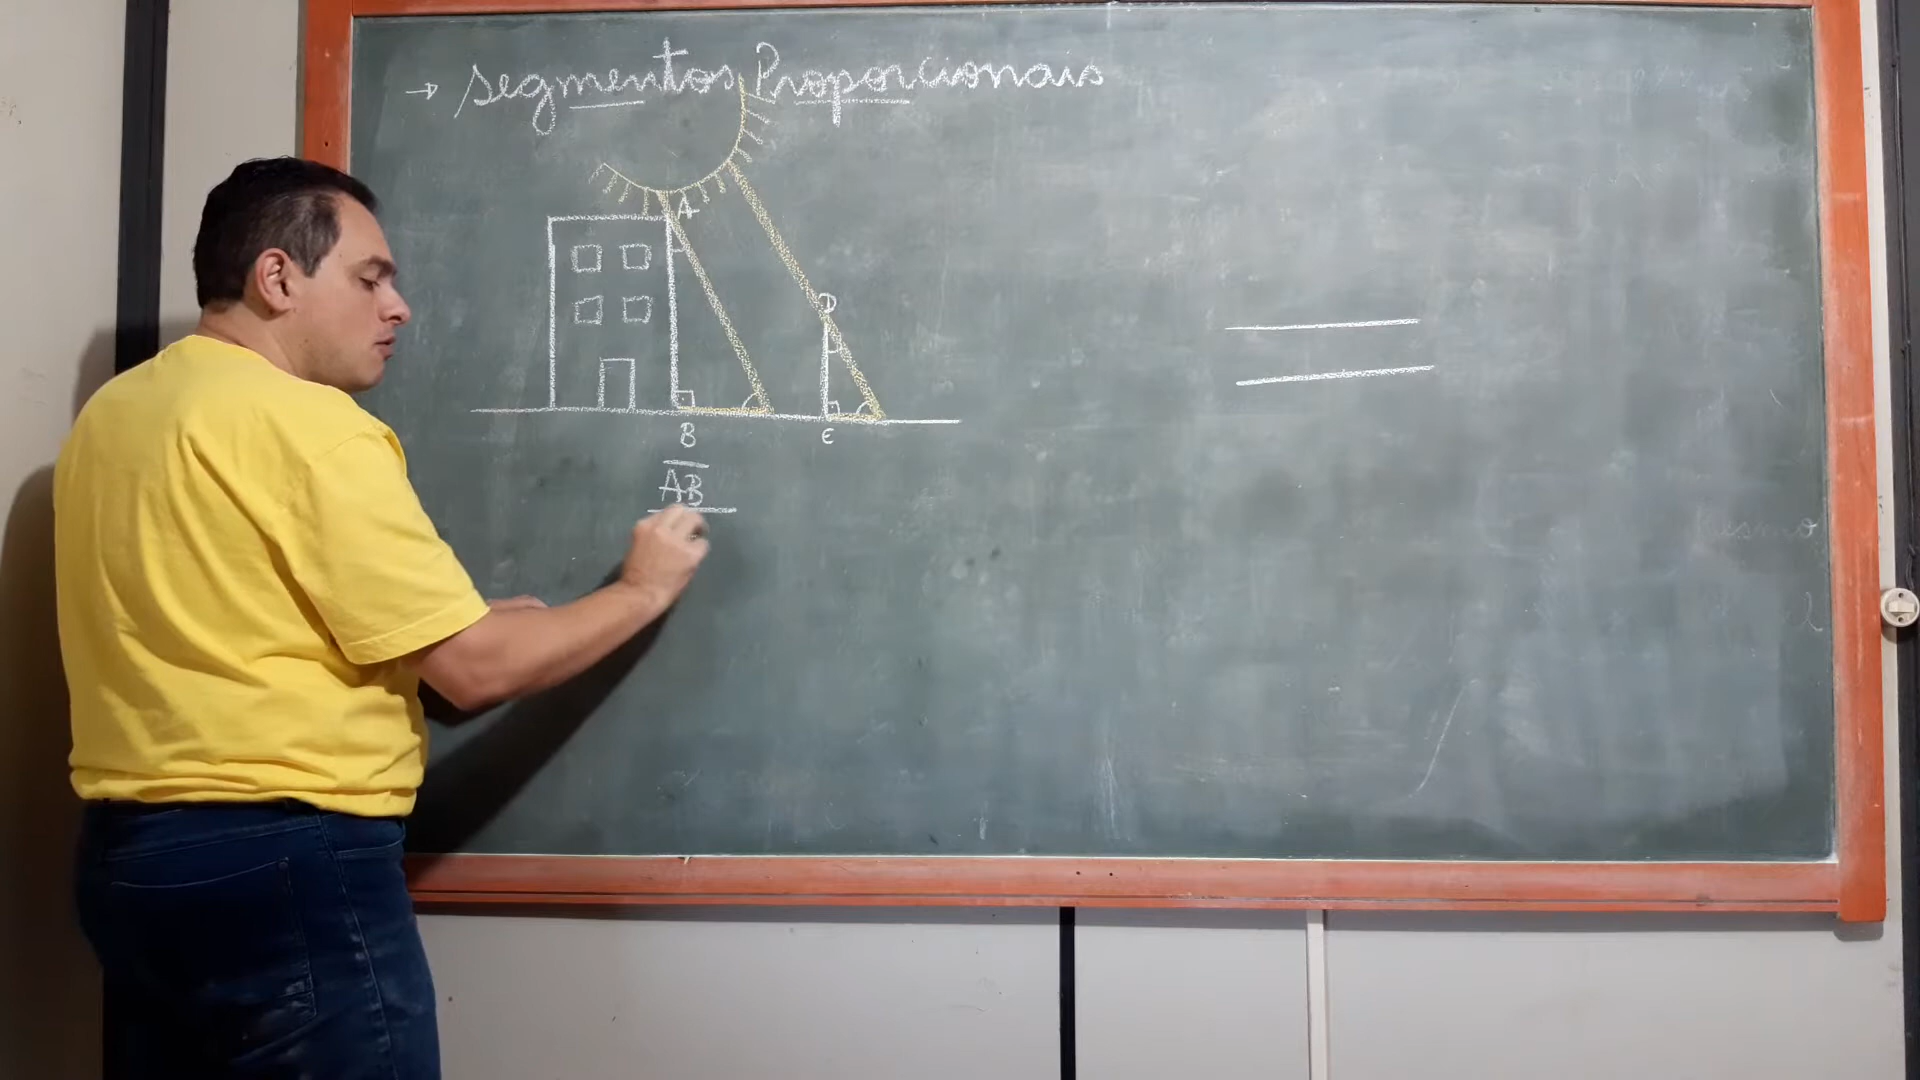 → Segmentos Proporcionais
A
D
B
E
AB